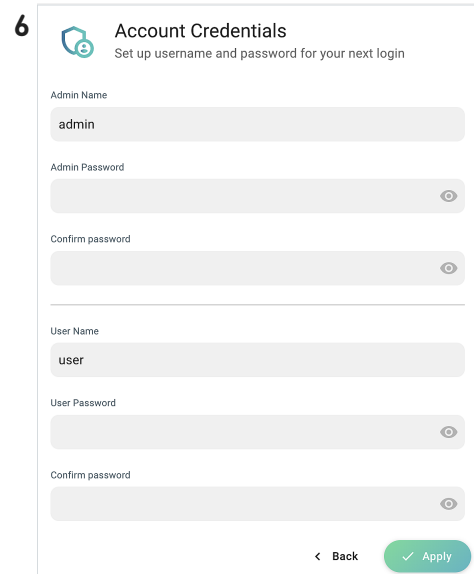 6
Account Credentials
Set up username and password for your next login
Admin Name
admin
Admin Password
Confirm password
User Name
user
User Password
Confirm password
Back
Apply